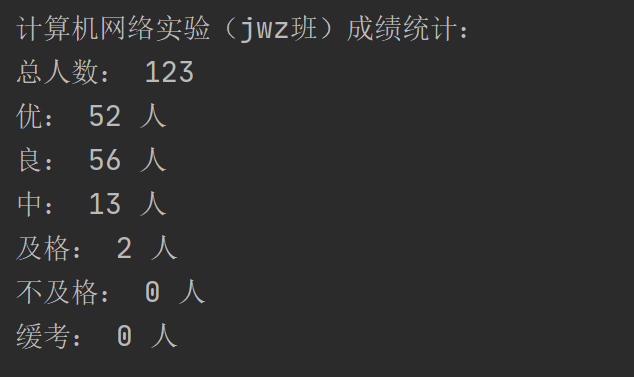 计算机网络实验（jwz班）成绩统计：
总人数： 123
优： 52 人
良： 56 人
中： 13 人
及格： 2 人
不及格： 0 人
缓考： 0 人